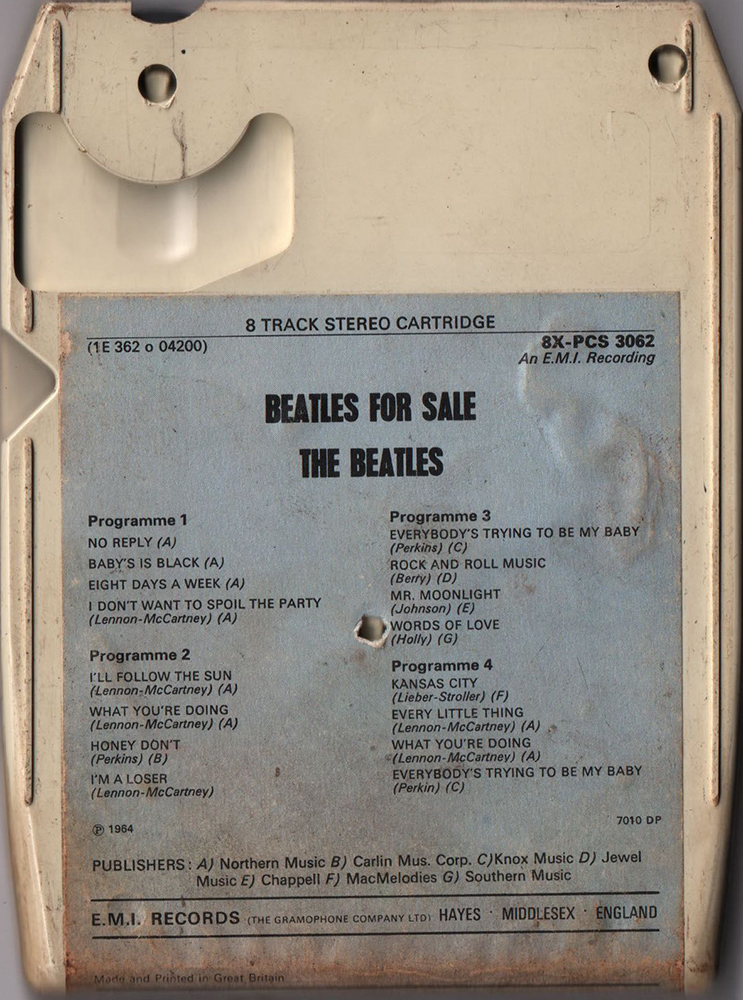 8 TRACK STEREO CARTRIDGE
(1E 362 o 04200)
8X-PCS 3062
An E.M.I. Recording
BEATLES FOR SALE
THE BEATLES
Programme 1
NO REPLY (A)
BABY'S IS BLACK (A)
EIGHT DAYS A WEEK (A)
I DON'T WANT TO SPOIL THE PARTY
(Lennon-McCartney) (A)
Programme 2
I'LL FOLLOW THE SUN
(Lennon-McCartney) (A)
WHAT YOU'RE DOING
(Lennon-McCartney) (A)
HONEY DON'T
(Perkins) (B)
I'M A LOSER
(Lennon-McCartney)
Programme 3
EVERYBODY'S TRYING TO BE MY BABY
(Perkins) (C)
ROCK AND ROLL MUSIC
(Berry) (D)
MR. MOONLIGHT
(Johnson) (E)
WORDS OF LOVE
(Holly) (G)
Programme 4
KANSAS CITY
(Lieber-Stroller) (F)
EVERY LITTLE THING
(Lennon-McCartney) (A)
WHAT YOU'RE DOING
(Lennon-McCartney) (A)
EVERYBODY'S TRYING TO BE MY BABY
(Perkin) (C)
℗ 1964
7010 DP
PUBLISHERS: A) Northern Music B) Carlin Mus. Corp. C)Knox Music D) Jewel
Music E) Chappell F) MacMelodies G) Southern Music
E.M.I. RECORDS (THE GRAMOPHONE COMPANY LTD) HAYES · MIDDLESEX · ENGLAND
Made and Printed in Great Britain